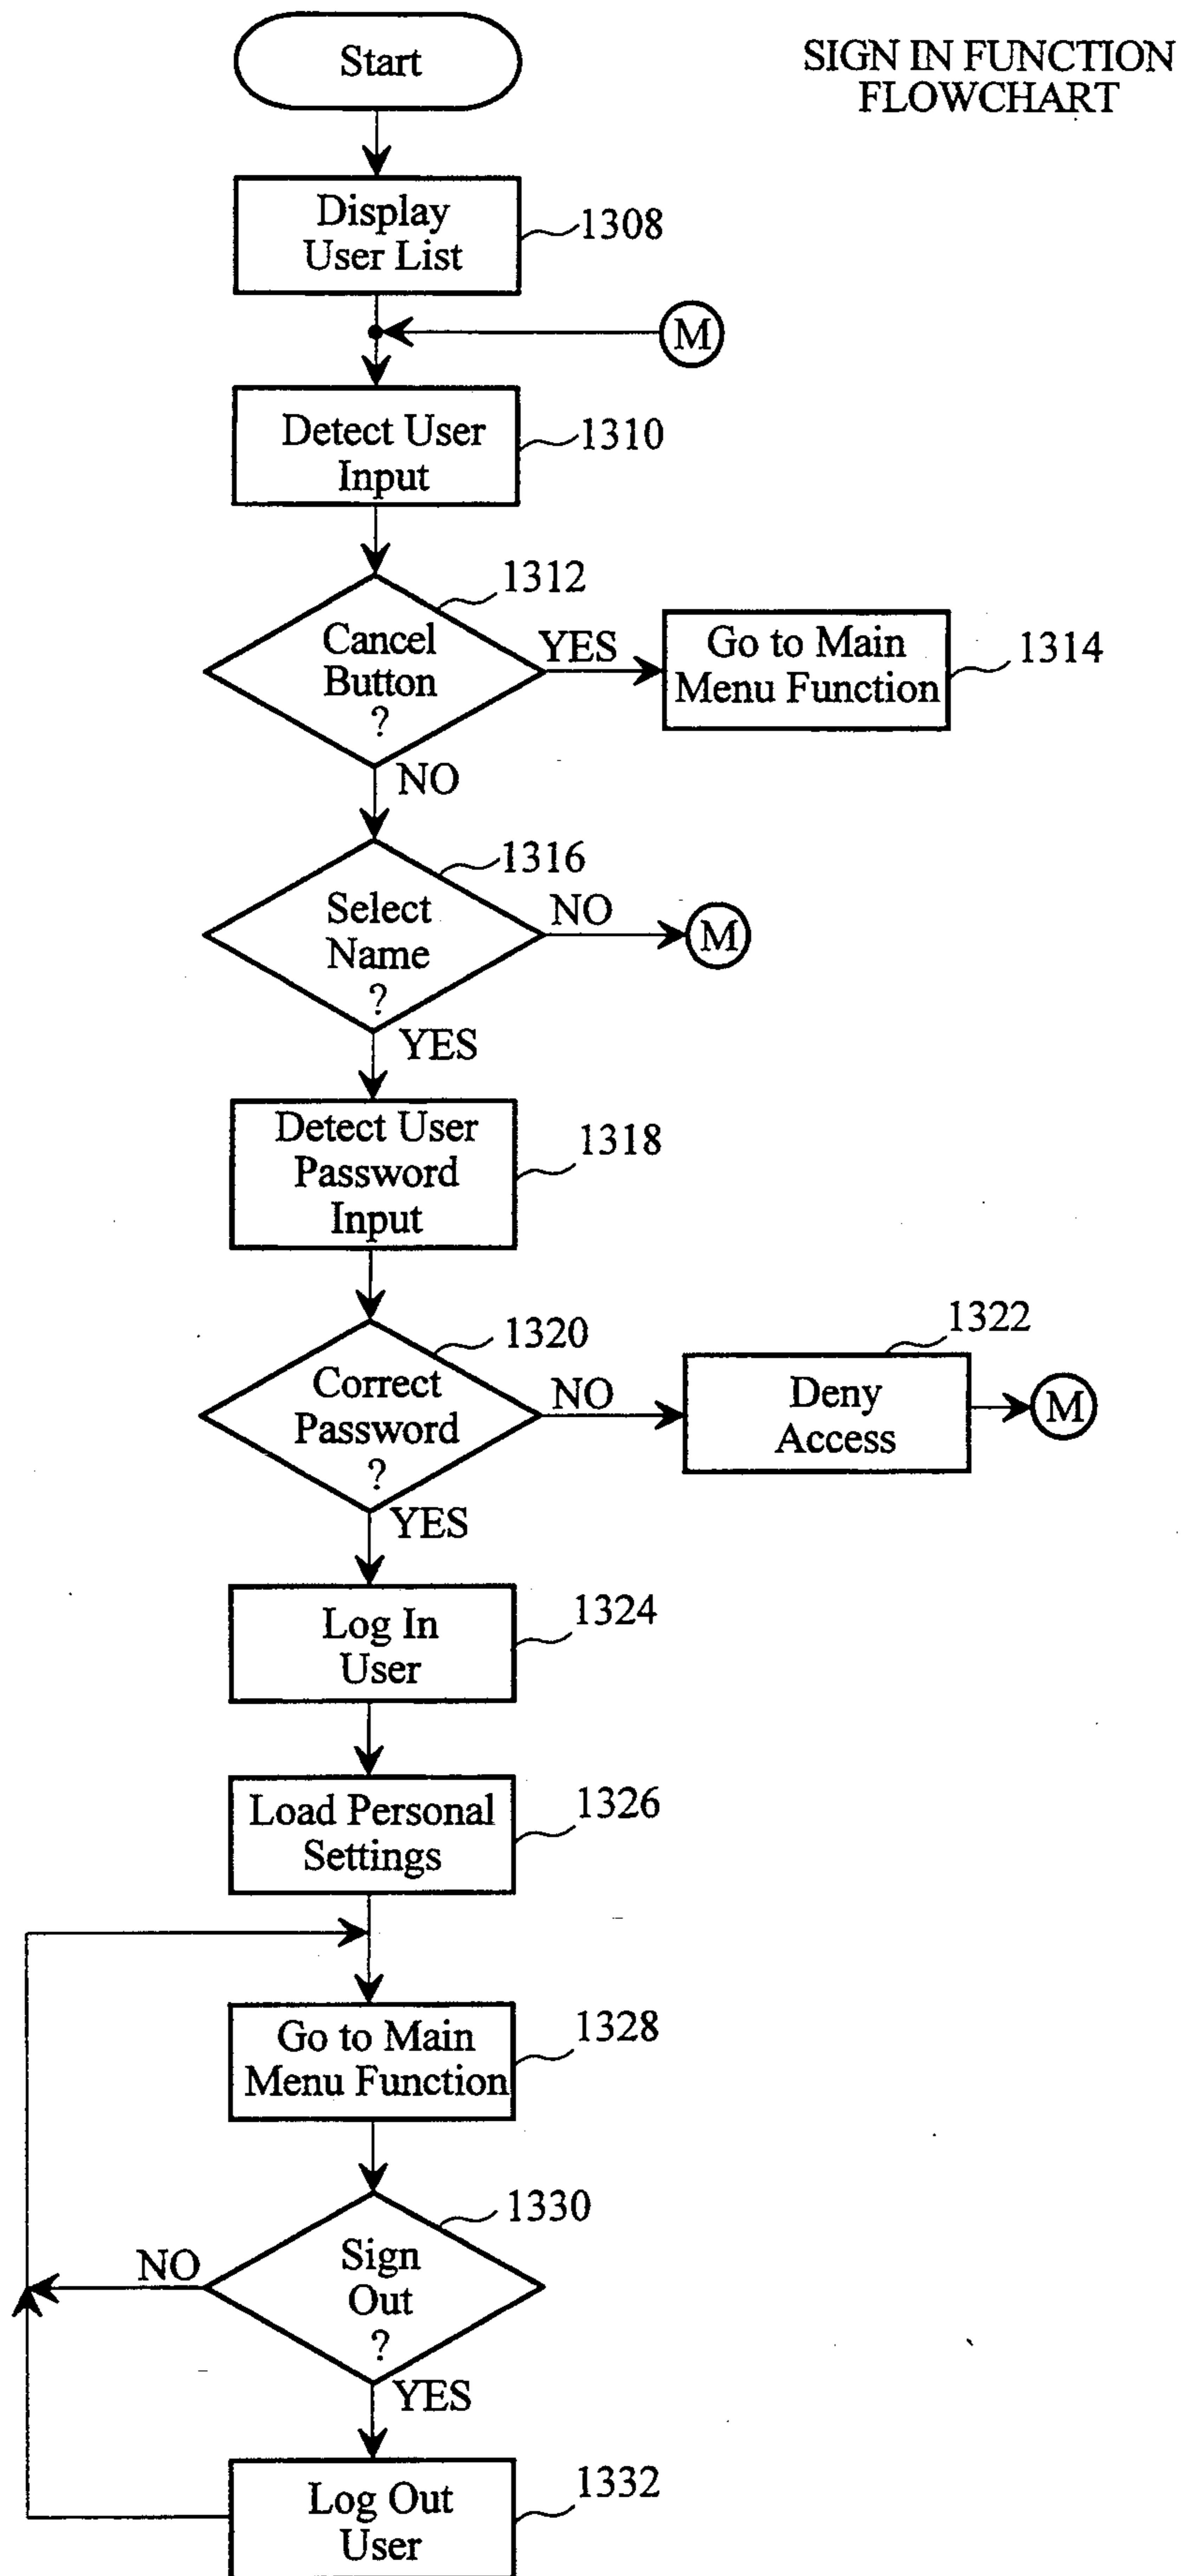 Start
SIGN IN FUNCTION
FLOWCHART
Display
User List
1308
M
Detect User
Input
1310
1312
Cancel
Button
?
YES
Go to Main
Menu Function
1314
NO
1316
Select
Name
?
NO
M
YES
Detect User
Password
Input
1318
1320
Correct
Password
?
NO
1322
Deny
Access
M
YES
Log In
User
1324
Load Personal
Settings
1326
Go to Main
Menu Function
1328
1330
Sign
Out
?
NO
YES
Log Out
User
1332